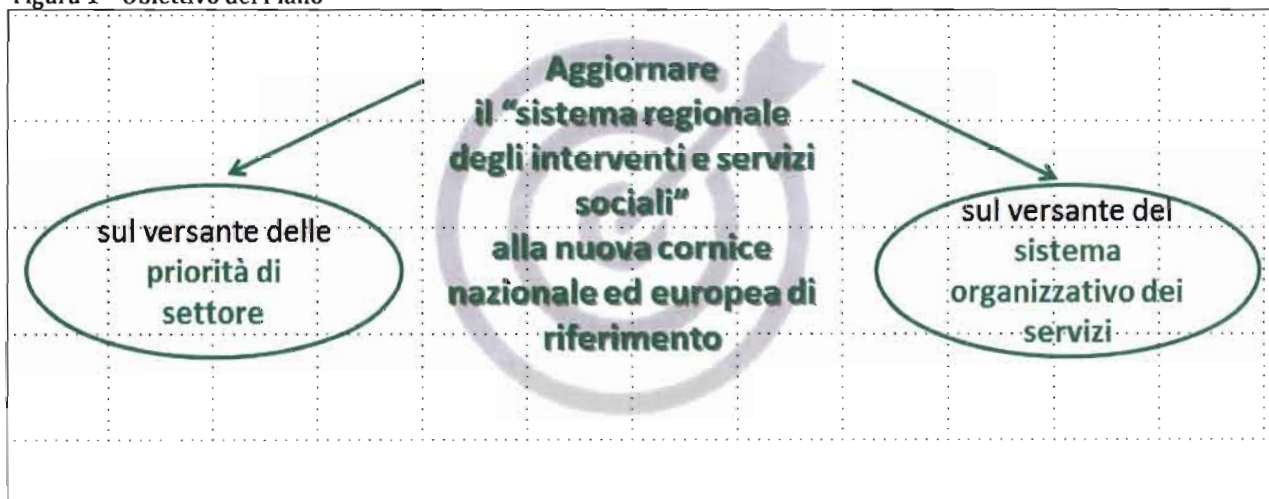 Figura 1 – Obiettivo del Piano
Aggiornare
il “sistema regionale
degli interventi e servizi
sociali”
alla nuova cornice
nazionale ed europea di
riferimento
sul versante delle
priorità di
settore
sul versante del
sistema
organizzativo dei
servizi